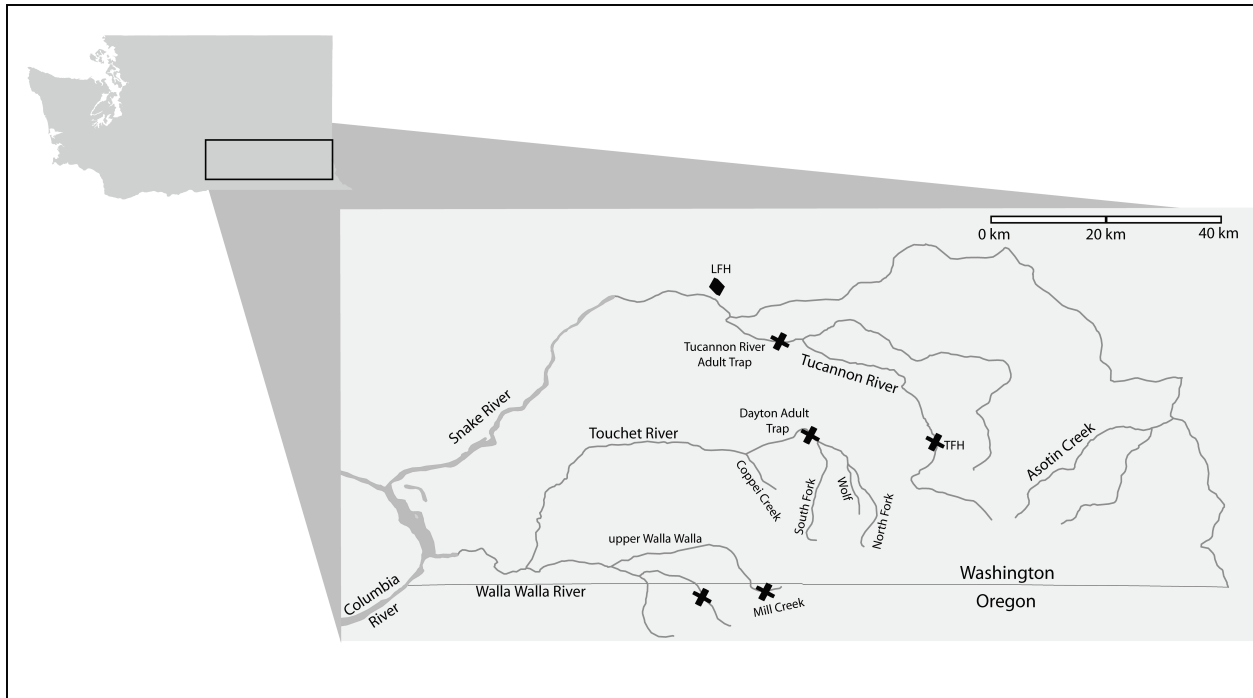 0 km
20 km
40 km
LFH
Tucannon River
Adult Trap
Tucannon River
Snake River
Dayton Adult
Trap
Touchet River
TFH
Asotin Creek
Coppei Creek
South Fork
Wolf
North Fork
upper Walla Walla
Washington
Walla Walla River
Columbia
River
Mill Creek
Oregon